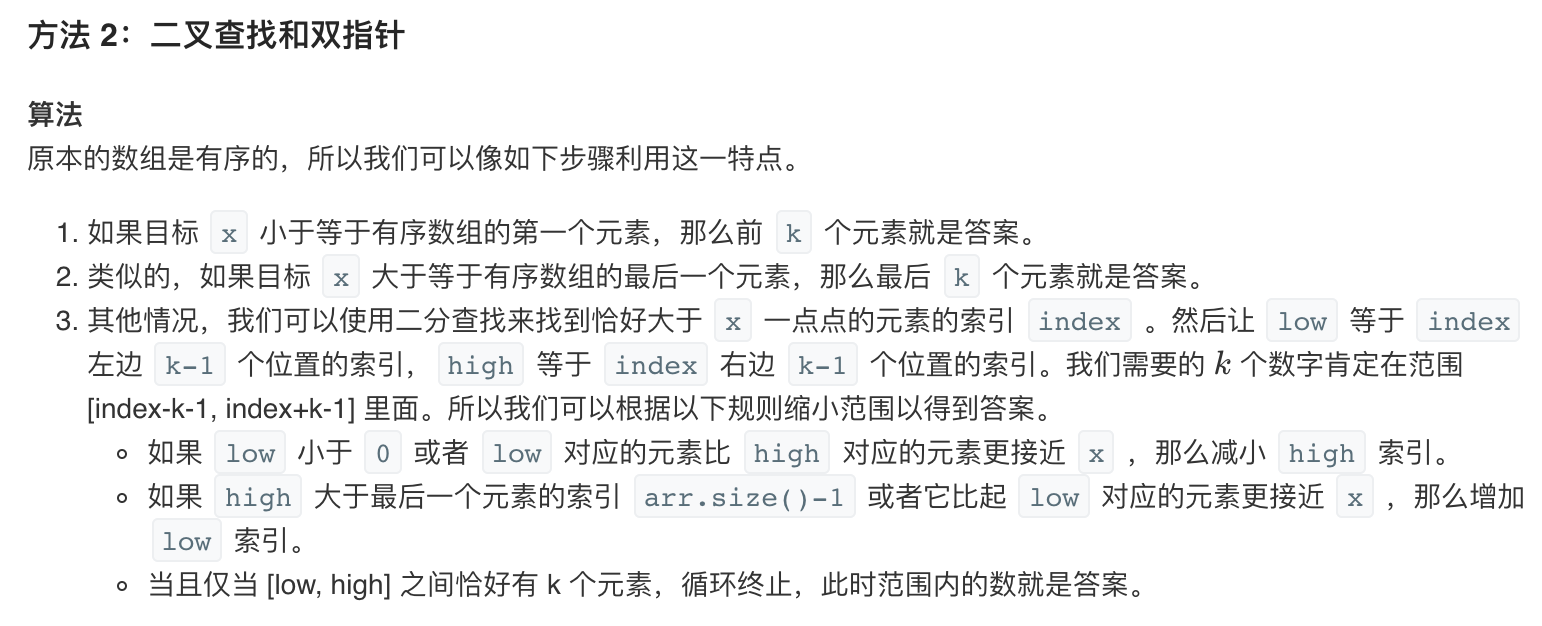 方法 2：二叉查找和双指针
算法
原本的数组是有序的，所以我们可以像如下步骤利用这一特点。
1. 如果目标 x 小于等于有序数组的第一个元素，那么前 k 个元素就是答案。
2. 类似的，如果目标 x 大于等于有序数组的最后一个元素，那么最后 k 个元素就是答案。
3. 其他情况，我们可以使用二分查找来找到恰好大于 x 一点点的元素的索引 index 。然后让 low 等于 index
左边 k-1 个位置的索引， high 等于 index 右边 k-1 个位置的索引。我们需要的 k 个数字肯定在范围
[index-k-1, index+k-1] 里面。所以我们可以根据以下规则缩小范围以得到答案。
◦ 如果 low 小于 0 或者 low 对应的元素比 high 对应的元素更接近 x ，那么减小 high 索引。
◦ 如果 high 大于最后一个元素的索引 arr.size()-1 或者它比起 low 对应的元素更接近 x ，那么增加
low 索引。
◦ 当且仅当 [low, high] 之间恰好有 k 个元素，循环终止，此时范围内的数就是答案。